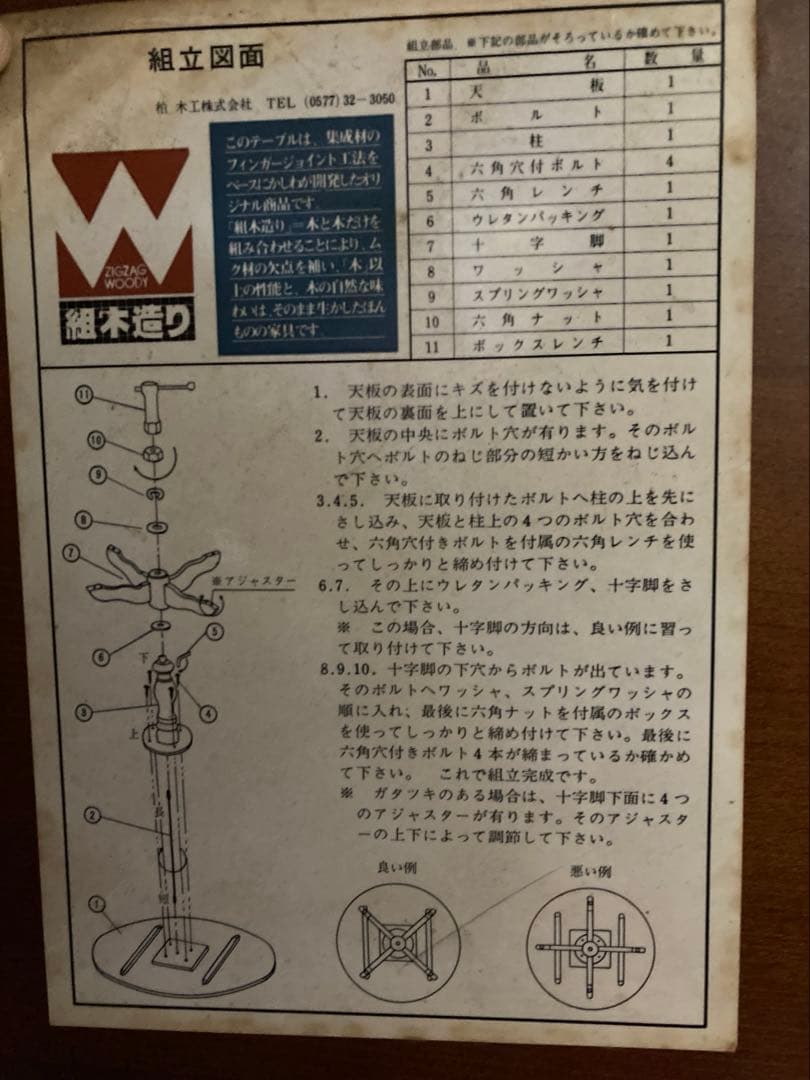 組立図面
柏木工株式会社 TEL (0577)32-3050
ZIGZAG
WOODY
組木造り
このテーブルは、集成材の
フィンガージョイント工法を
ベースにかしわが開発したオリ
ジナル商品です。
「組木造り」=木と木だけを
組み合わせることにより、ム
ク材の欠点を補い、「木」以
上の性能と、木の自然な味
わいは、そのまま生かしたほん
ものの家具です。
組立部品 ※下記の部品がそろっているか確めて下さい。
No. 品名 数量
1 天板 1
2 ボルト 1
3 柱 1
4 六角穴付ボルト 4
5 六角レンチ 1
6 ウレタンパッキング 1
7 十字脚 1
8 ワッシャ 1
9 スプリングワッシャ 1
10 六角ナット 1
11 ボックスレンチ 1
1. 天板の表面にキズを付けないように気を付け
て天板の裏面を上にして置いて下さい。
2. 天板の中央にボルト穴が有ります。そのボル
ト穴へボルトのねじ部分の短かい方をねじ込ん
で下さい。
3.4.5. 天板に取り付けたボルトへ柱の上を先に
さし込み、天板と柱上の4つのボルト穴を合わ
せ、六角穴付きボルトを付属の六角レンチを使
ってしっかりと締め付けて下さい。
6.7. その上にウレタンパッキング、十字脚をさ
し込んで下さい。
※ この場合、十字脚の方向は、良い例に習っ
て取り付けて下さい。
8.9.10. 十字脚の下穴からボルトが出ています。
そのボルトへワッシャ、スプリングワッシャの
順に入れ、最後に六角ナットを付属のボックス
を使ってしっかりと締め付けて下さい。最後に
六角穴付きボルト4本が締まっているか確かめ
て下さい。 これで組立完成です。
※ ガタツキのある場合は、十字脚下面に4つ
のアジャスターが有ります。そのアジャスタ
ーの上下によって調節して下さい。
11
10
9
8
7
※アジャスター
6
下
5
3
4
上
2
長
短
1
良い例
悪い例